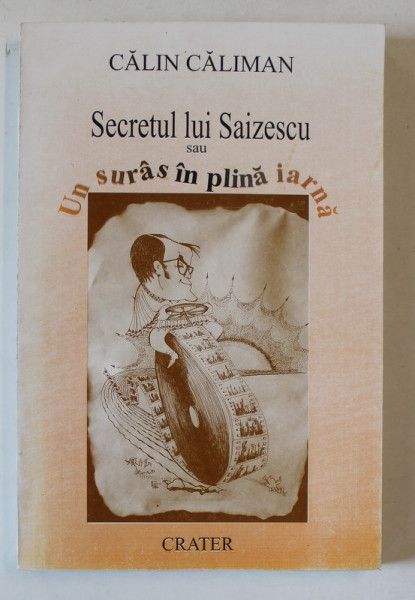 CĂLIN CĂLIMAN
Secretul lui Saizescu
sau
Un surâs în plină iarnă
CRATER